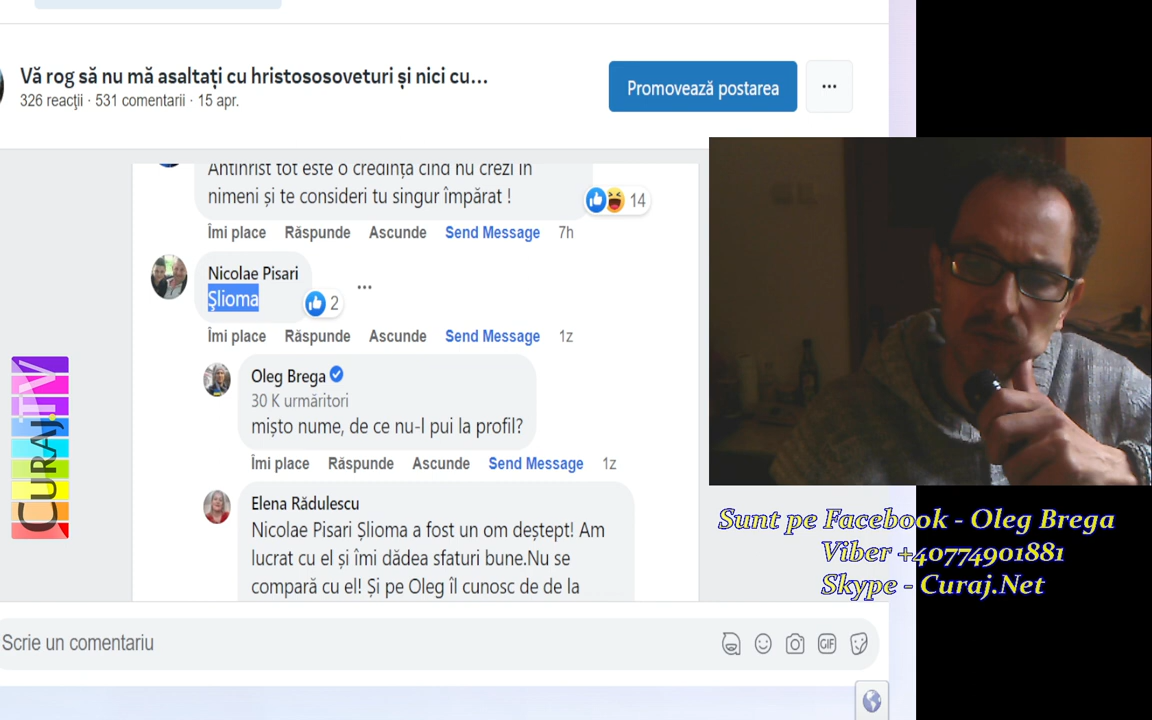 Vă rog să nu mă asaltați cu hristososoveturi și nici cu...
326 reacţii · 531 comentarii · 15 apr.
Promovează postarea
Antihrist tot este o credință cînd nu crezi în
nimeni și te consideri tu singur împărat !
14
Îmi place Răspunde Ascunde Send Message 7h
Nicolae Pisari
Șlioma
2
Îmi place Răspunde Ascunde Send Message 1z
Oleg Brega
30 K urmăritori
mișto nume, de ce nu-l pui la profil?
Îmi place Răspunde Ascunde Send Message 1z
Elena Rădulescu
Nicolae Pisari Șlioma a fost un om deștept! Am
lucrat cu el și îmi dădea sfaturi bune.Nu se
compară cu el! Și pe Oleg îl cunosc de de la
Scrie un comentariu
GIF
CURAJ.TV
Sunt pe Facebook - Oleg Brega
Viber +40774901881
Skype - Curaj.Net